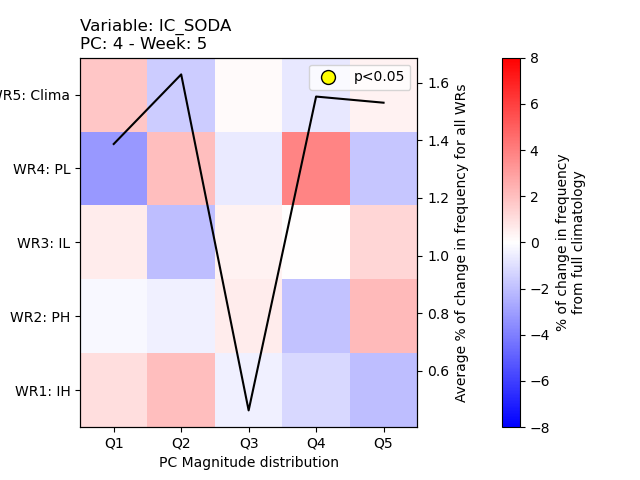 Variable: IC_SODA
PC: 4 - Week: 5
p<0.05
WR5: Clima
WR4: PL
WR3: IL
WR2: PH
WR1: IH
Q1 Q2 Q3 Q4 Q5
PC Magnitude distribution
1.6
1.4
1.2
1.0
0.8
0.6
Average % of change in frequency for all WRs
8
6
4
2
0
−2
−4
−6
−8
% of change in frequency
from full climatology